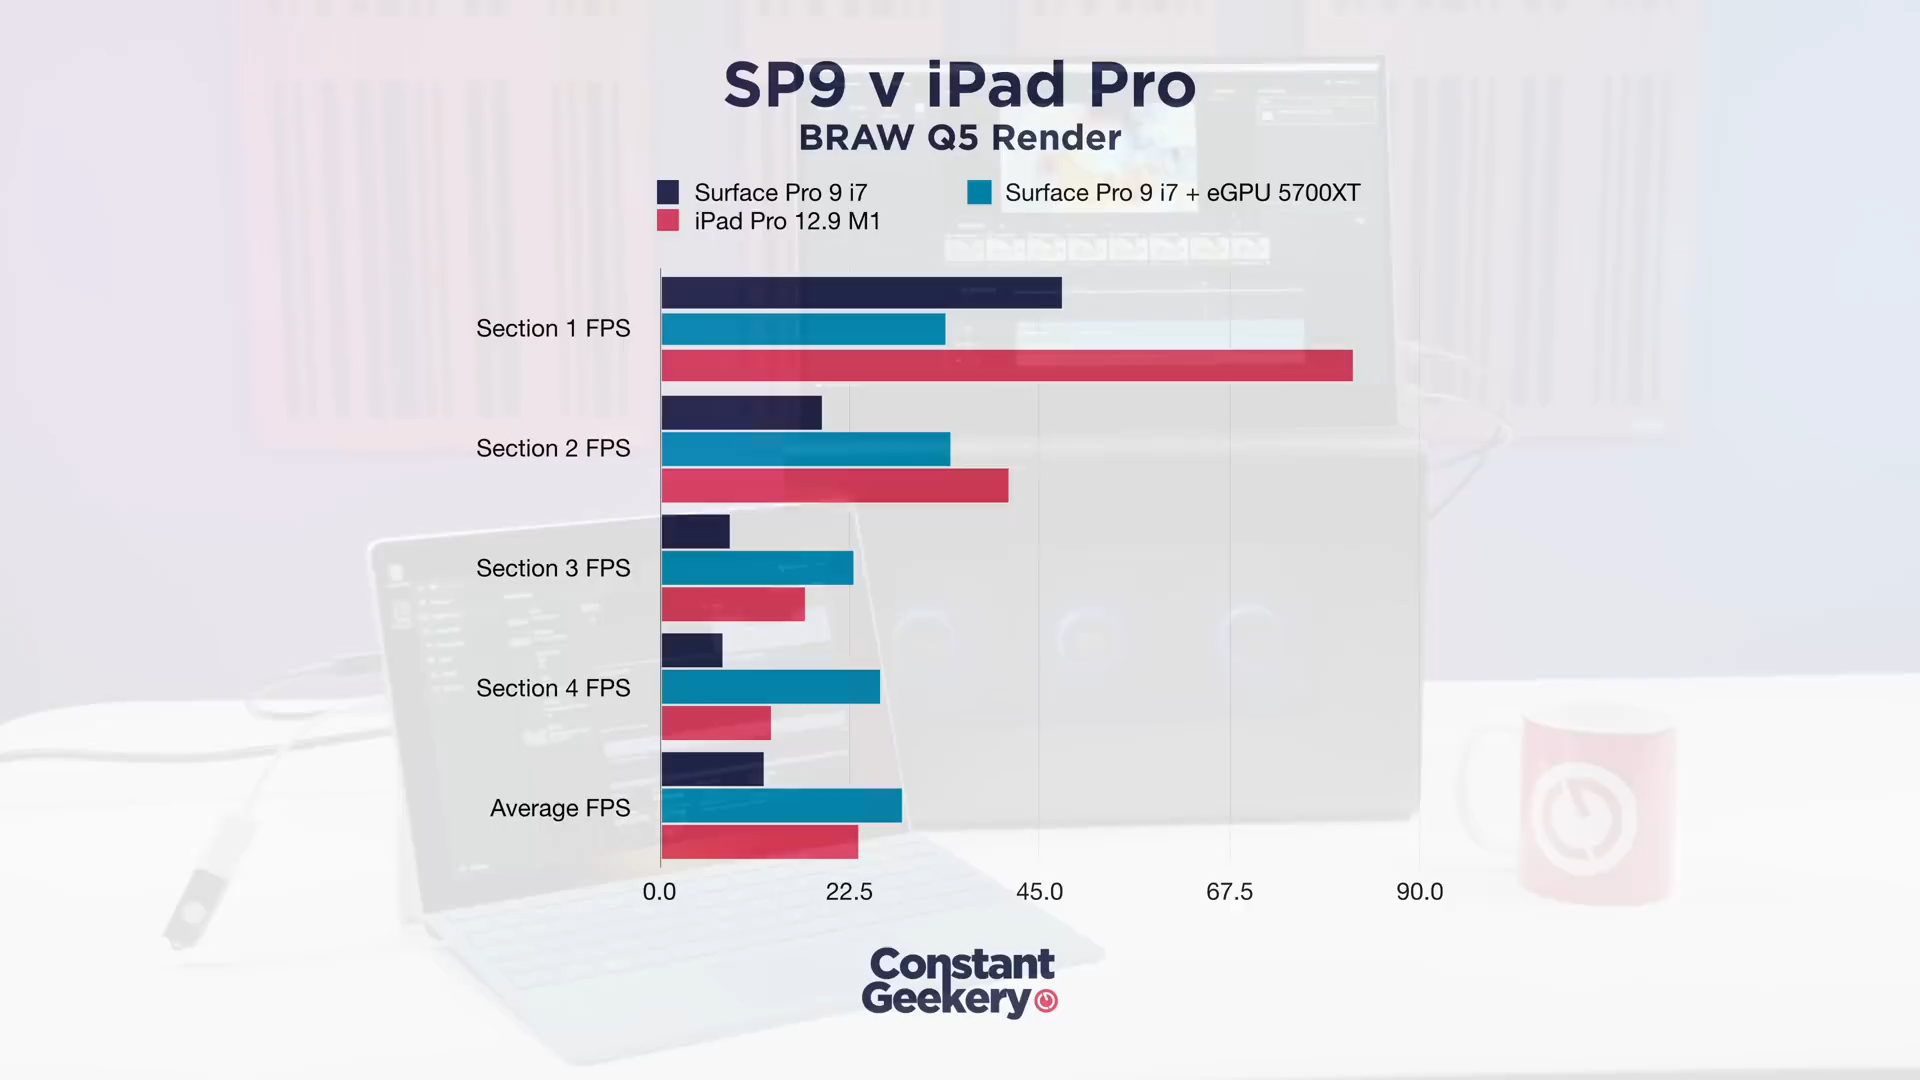 SP9 v iPad Pro
BRAW Q5 Render
Surface Pro 9 i7
Surface Pro 9 i7 + eGPU 5700XT
iPad Pro 12.9 M1
Section 1 FPS
Section 2 FPS
Section 3 FPS
Section 4 FPS
Average FPS
0.0 22.5 45.0 67.5 90.0
Constant
Geekery